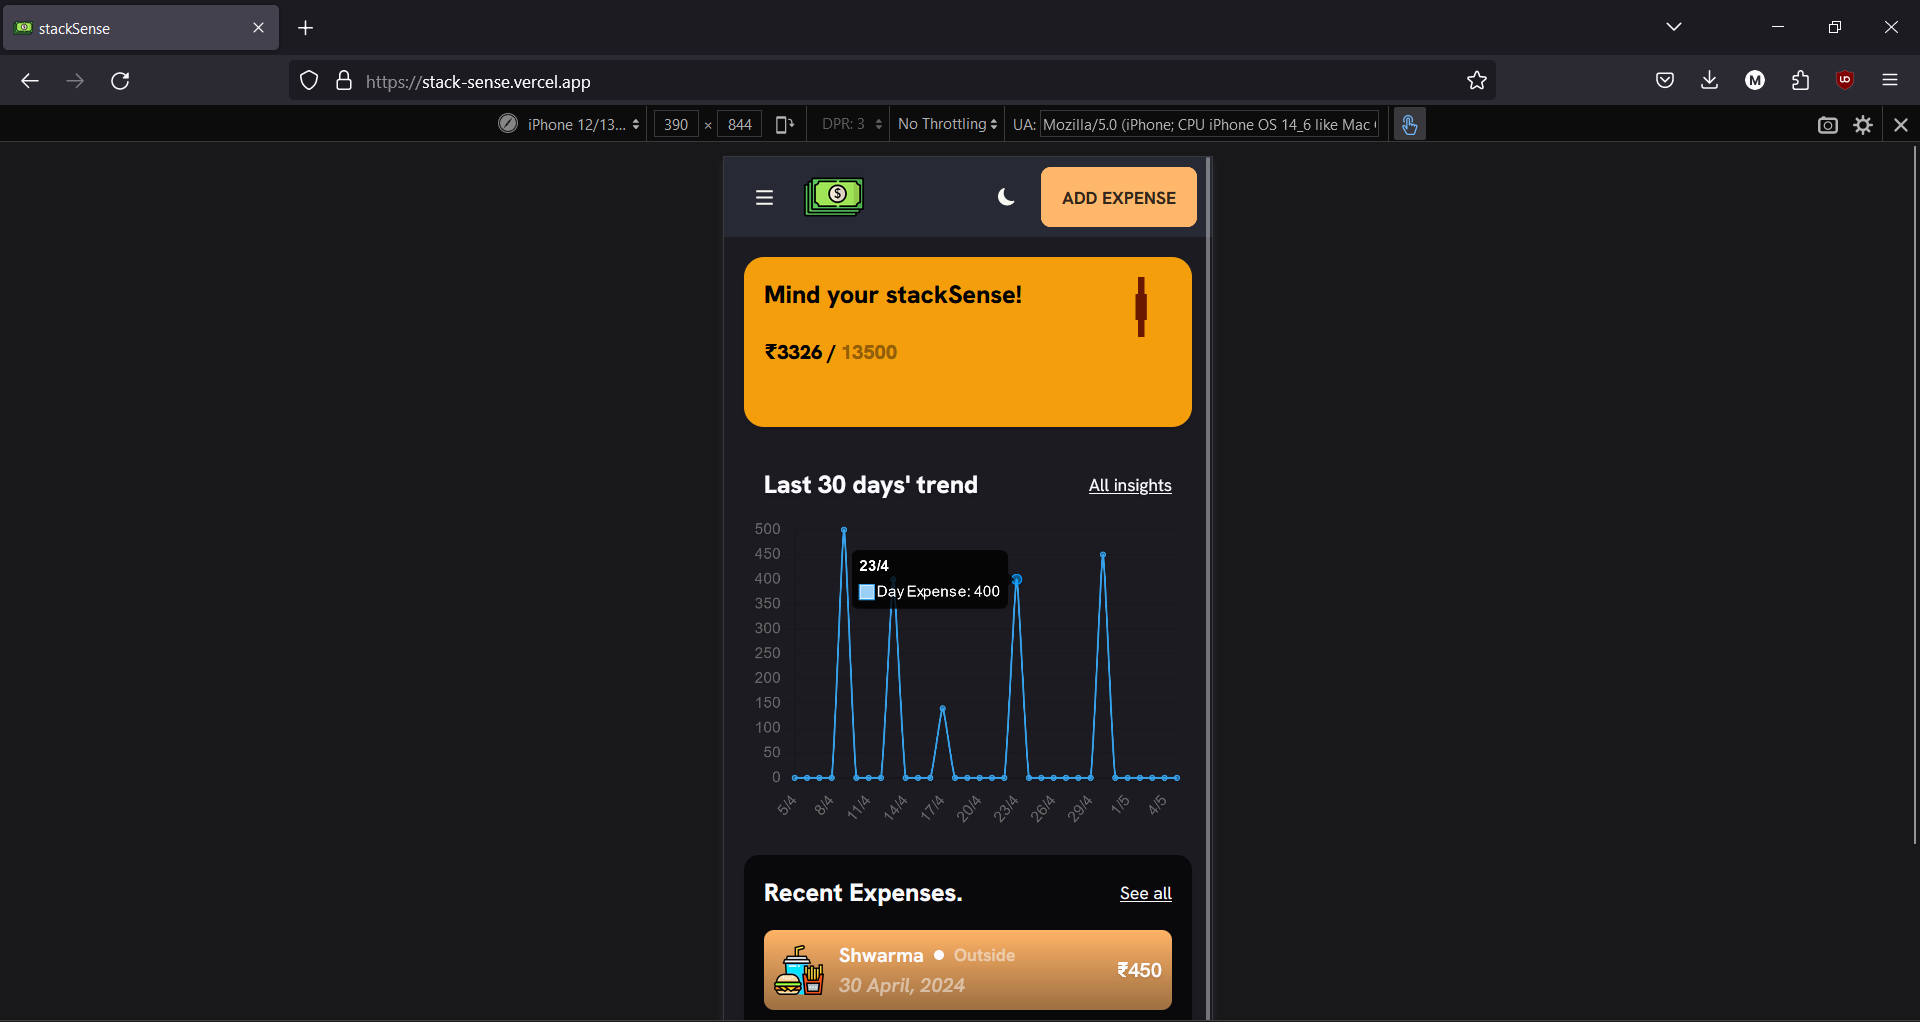 stackSense
https://stack-sense.vercel.app
iPhone 12/13... 390 × 844 DPR: 3 No Throttling UA: Mozilla/5.0 (iPhone; CPU iPhone OS 14_6 like Mac
ADD EXPENSE
Mind your stackSense!
₹3326 / 13500
Last 30 days' trend All insights
500
450
400
350
300
250
200
150
100
50
0
23/4
Day Expense: 400
5/4 8/4 11/4 14/4 17/4 20/4 23/4 26/4 29/4 1/5 4/5
Recent Expenses. See all
Shwarma Outside
30 April, 2024
₹450